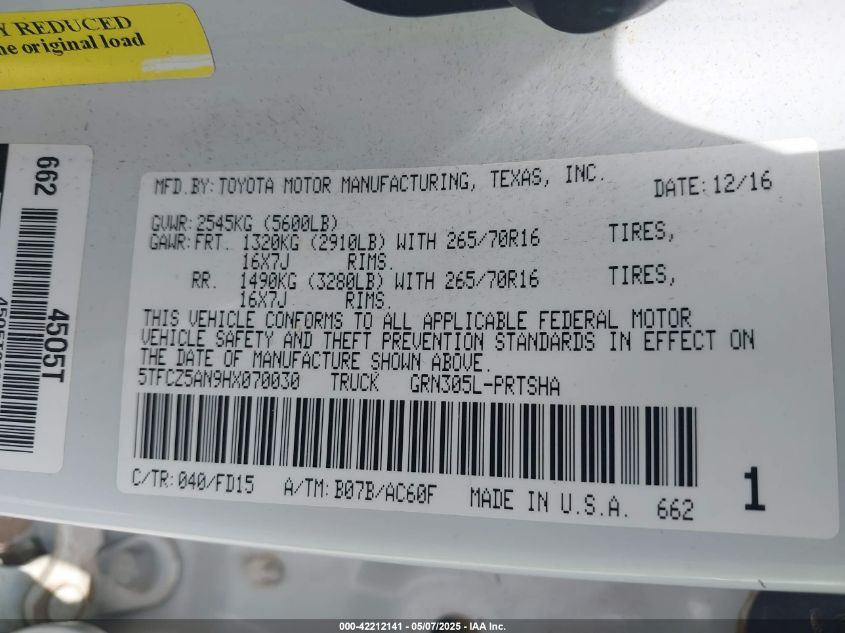 Y REDUCED
he original load
662
4505T
MFD.BY:TOYOTA MOTOR MANUFACTURING, TEXAS, INC. DATE:12/16
GVWR:2545KG (5600LB)
GAWR:FRT. 1320KG (2910LB) WITH 265/70R16 TIRES,
16X7J RIMS.
RR. 1490KG (3280LB) WITH 265/70R16 TIRES,
16X7J RIMS.
THIS VEHICLE CONFORMS TO ALL APPLICABLE FEDERAL MOTOR
VEHICLE SAFETY AND THEFT PREVENTION STANDARDS IN EFFECT ON
THE DATE OF MANUFACTURE SHOWN ABOVE.
5TFCZ5AN9HX070030 TRUCK GRN305L-PRTSHA
C/TR:040/FD15 A/TM:B07B/AC60F MADE IN U.S.A. 662
1
000-42212141 — 05/07/2025 — IAA Inc.